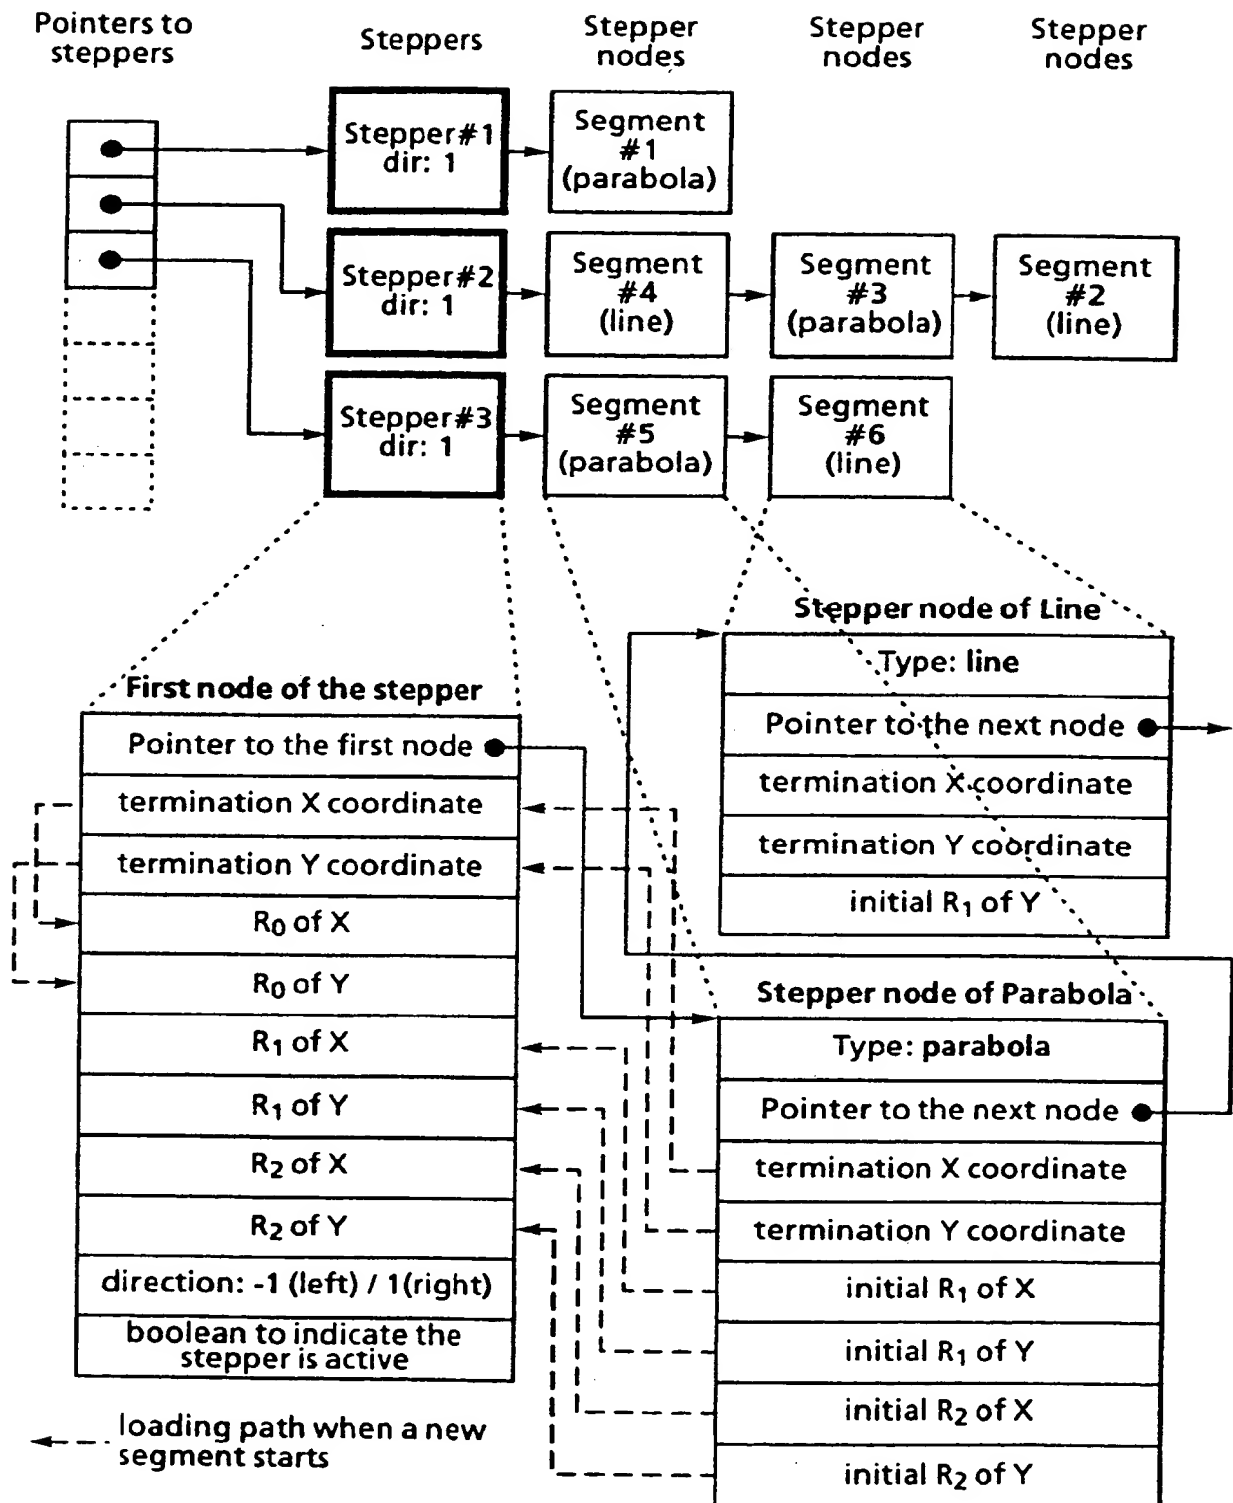 Pointers to
steppers
Steppers
Stepper
nodes
Stepper
nodes
Stepper
nodes
Stepper#1
dir: 1
Segment
#1
(parabola)
Stepper#2
dir: 1
Segment
#4
(line)
Segment
#3
(parabola)
Segment
#2
(line)
Stepper#3
dir: 1
Segment
#5
(parabola)
Segment
#6
(line)
Stepper node of Line
Type: line
Pointer to the next node
termination X coordinate
termination Y coordinate
initial R1 of Y
First node of the stepper
Pointer to the first node
termination X coordinate
termination Y coordinate
R0 of X
R0 of Y
R1 of X
R1 of Y
R2 of X
R2 of Y
direction: -1 (left) / 1(right)
boolean to indicate the
stepper is active
Stepper node of Parabola
Type: parabola
Pointer to the next node
termination X coordinate
termination Y coordinate
initial R1 of X
initial R1 of Y
initial R2 of X
initial R2 of Y
loading path when a new
segment starts